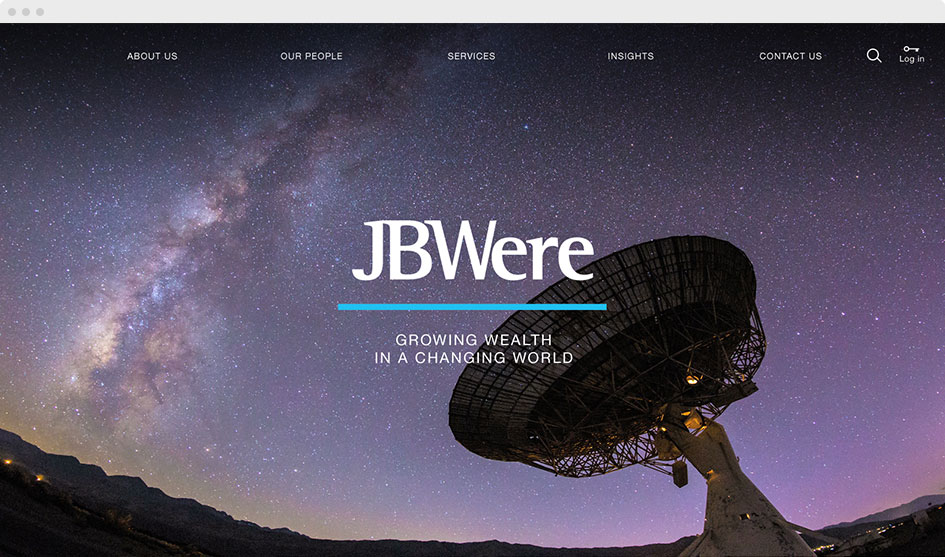 ABOUT US
OUR PEOPLE
SERVICES
INSIGHTS
CONTACT US
Log in
JBWere
GROWING WEALTH
IN A CHANGING WORLD